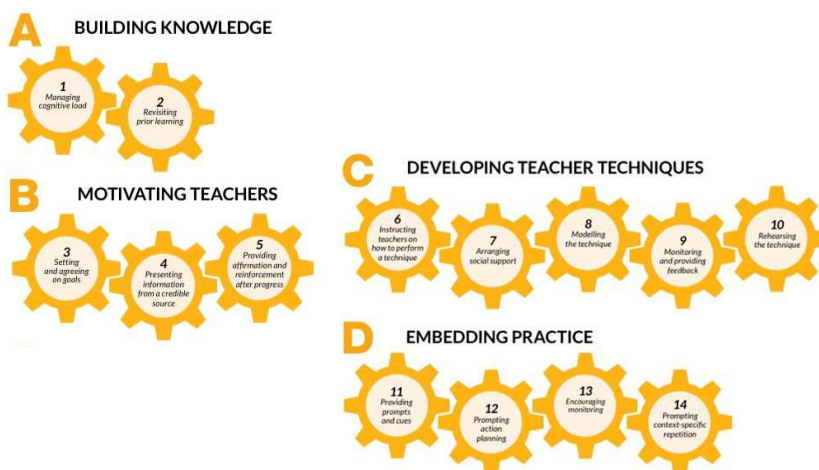 A
BUILDING KNOWLEDGE
1
Managing
cognitive load
2
Revisiting
prior learning
B
MOTIVATING TEACHERS
3
Setting
and agreeing
on goals
4
Presenting
information
from a credible
source
5
Providing
affirmation and
reinforcement
after progress
C
DEVELOPING TEACHER TECHNIQUES
6
Instructing
teachers on
how to perform
a technique
7
Arranging
social support
8
Modelling
the technique
9
Monitoring
and providing
feedback
10
Rehearsing
the technique
D
EMBEDDING PRACTICE
11
Providing
prompts
and cues
12
Prompting
action
planning
13
Encouraging
monitoring
14
Prompting
context-specific
repetition